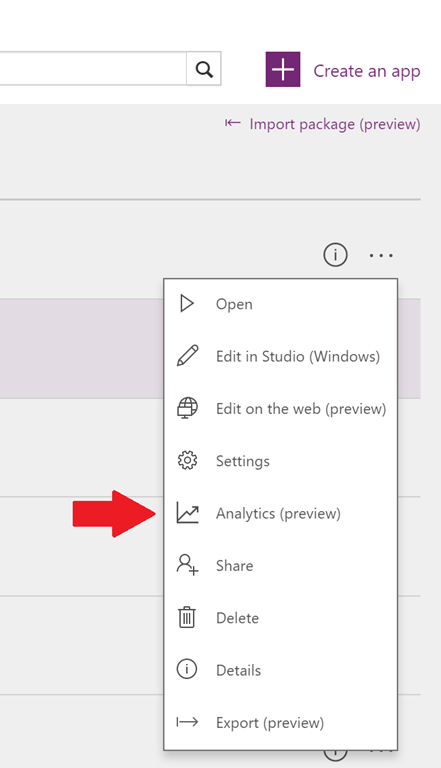 Create an app
Import package (preview)
Open
Edit in Studio (Windows)
Edit on the web (preview)
Settings
Analytics (preview)
Share
Delete
Details
Export (preview)